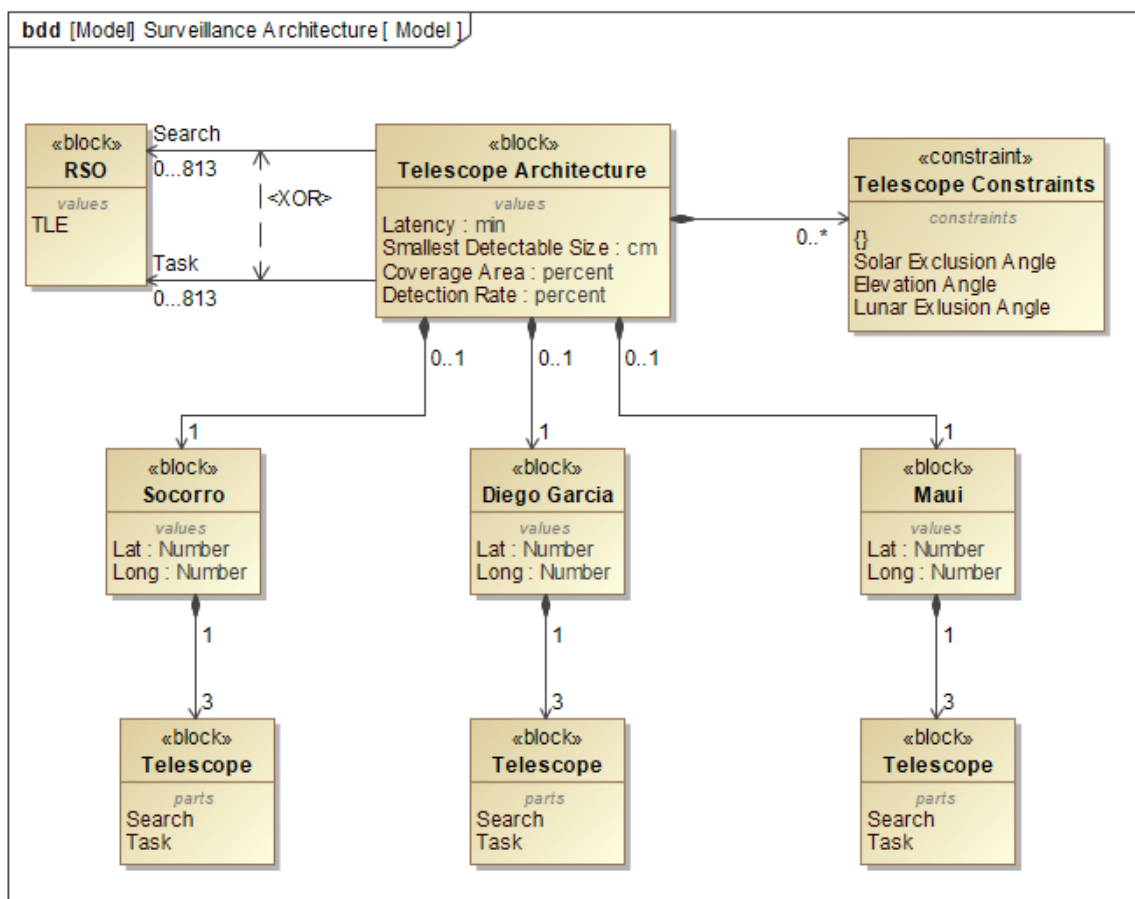 bdd [Model] Surveillance Architecture [ Model ]
«block»
RSO
values
TLE
Search
0...813
<XOR>
Task
0...813
«block»
Telescope Architecture
values
Latency : min
Smallest Detectable Size : cm
Coverage Area : percent
Detection Rate : percent
0..*
«constraint»
Telescope Constraints
constraints
{}
Solar Exclusion Angle
Elevation Angle
Lunar Exlusion Angle
0..1
0..1
0..1
1
1
1
«block»
Socorro
values
Lat : Number
Long : Number
«block»
Diego Garcia
values
Lat : Number
Long : Number
«block»
Maui
values
Lat : Number
Long : Number
1
1
1
3
3
3
«block»
Telescope
parts
Search
Task
«block»
Telescope
parts
Search
Task
«block»
Telescope
parts
Search
Task